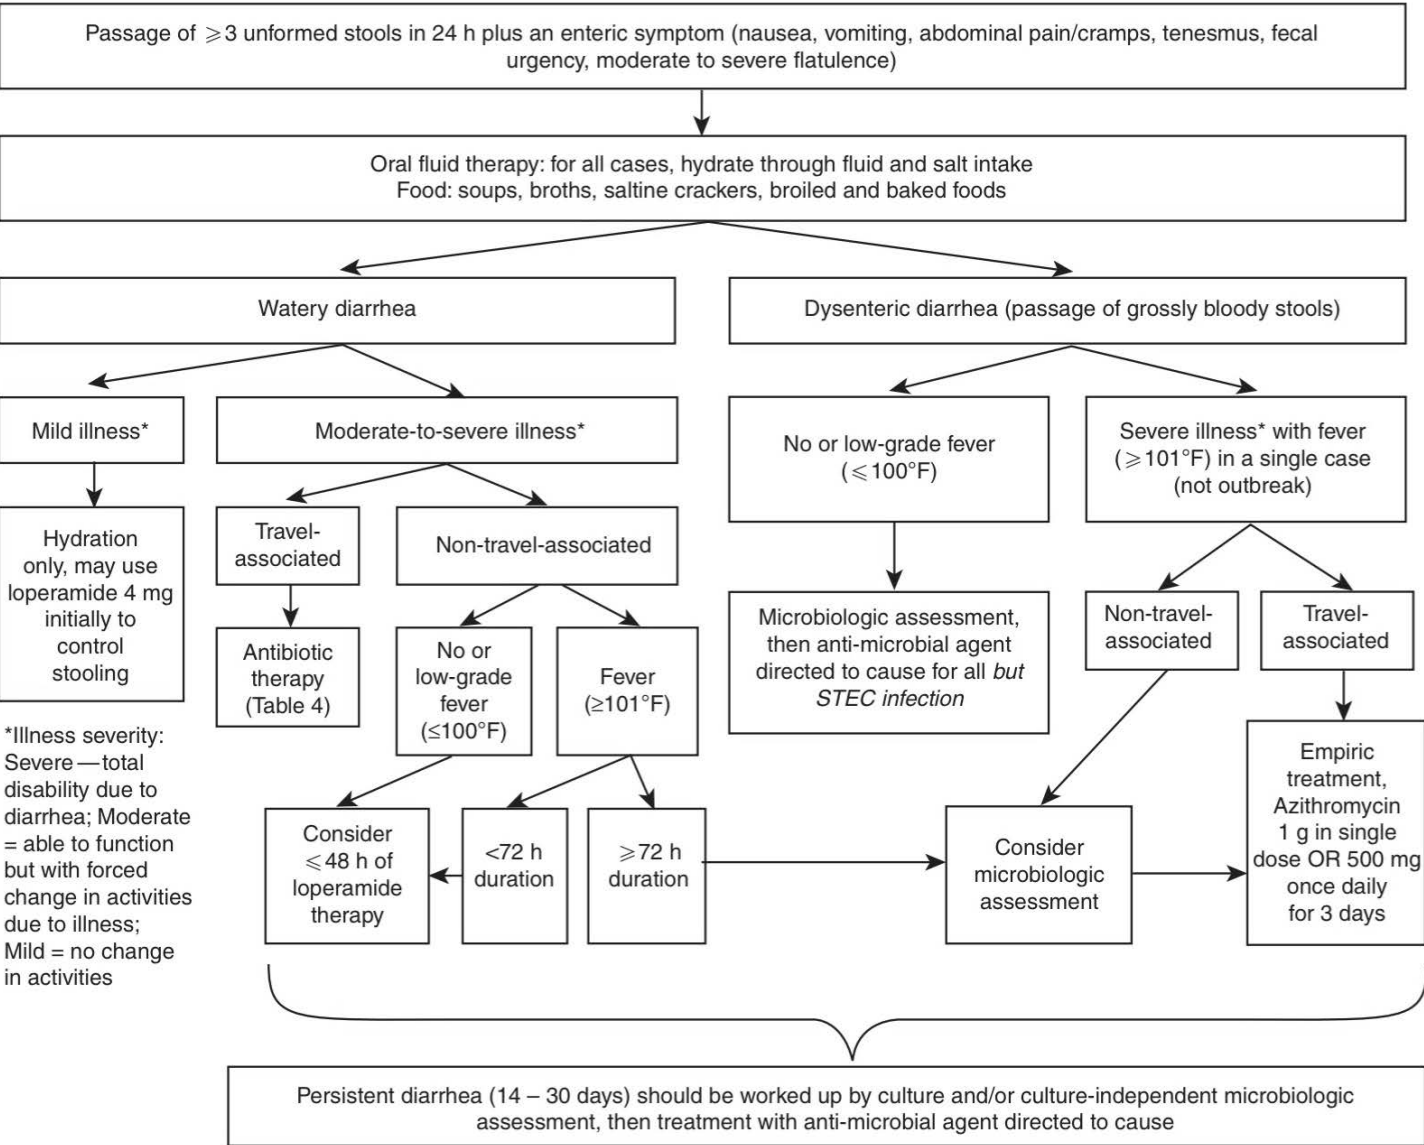 Passage of ⩾3 unformed stools in 24 h plus an enteric symptom (nausea, vomiting, abdominal pain/cramps, tenesmus, fecal
urgency, moderate to severe flatulence)
Oral fluid therapy: for all cases, hydrate through fluid and salt intake
Food: soups, broths, saltine crackers, broiled and baked foods
Watery diarrhea
Dysenteric diarrhea (passage of grossly bloody stools)
Mild illness*
Moderate-to-severe illness*
No or low-grade fever
(⩽100°F)
Severe illness* with fever
(⩾101°F) in a single case
(not outbreak)
Hydration
only, may use
loperamide 4 mg
initially to
control
stooling
Travel-
associated
Non-travel-associated
Microbiologic assessment,
then anti-microbial agent
directed to cause for all but
STEC infection
Non-travel-
associated
Travel-
associated
Antibiotic
therapy
(Table 4)
No or
low-grade
fever
(≤100°F)
Fever
(≥101°F)
*Illness severity:
Severe—total
disability due to
diarrhea; Moderate
= able to function
but with forced
change in activities
due to illness;
Mild = no change
in activities
Consider
⩽48 h of
loperamide
therapy
<72 h
duration
⩾72 h
duration
Consider
microbiologic
assessment
Empiric
treatment,
Azithromycin
1 g in single
dose OR 500 mg
once daily
for 3 days
Persistent diarrhea (14 – 30 days) should be worked up by culture and/or culture-independent microbiologic
assessment, then treatment with anti-microbial agent directed to cause